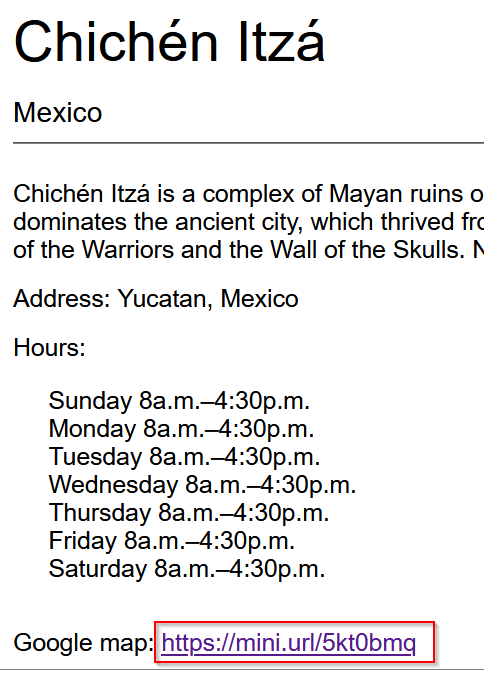 Chichén Itzá
Mexico
Chichén Itzá is a complex of Mayan ruins o
dominates the ancient city, which thrived fro
of the Warriors and the Wall of the Skulls. N
Address: Yucatan, Mexico
Hours:
Sunday 8a.m.–4:30p.m.
Monday 8a.m.–4:30p.m.
Tuesday 8a.m.–4:30p.m.
Wednesday 8a.m.–4:30p.m.
Thursday 8a.m.–4:30p.m.
Friday 8a.m.–4:30p.m.
Saturday 8a.m.–4:30p.m.
Google map: https://mini.url/5kt0bmq